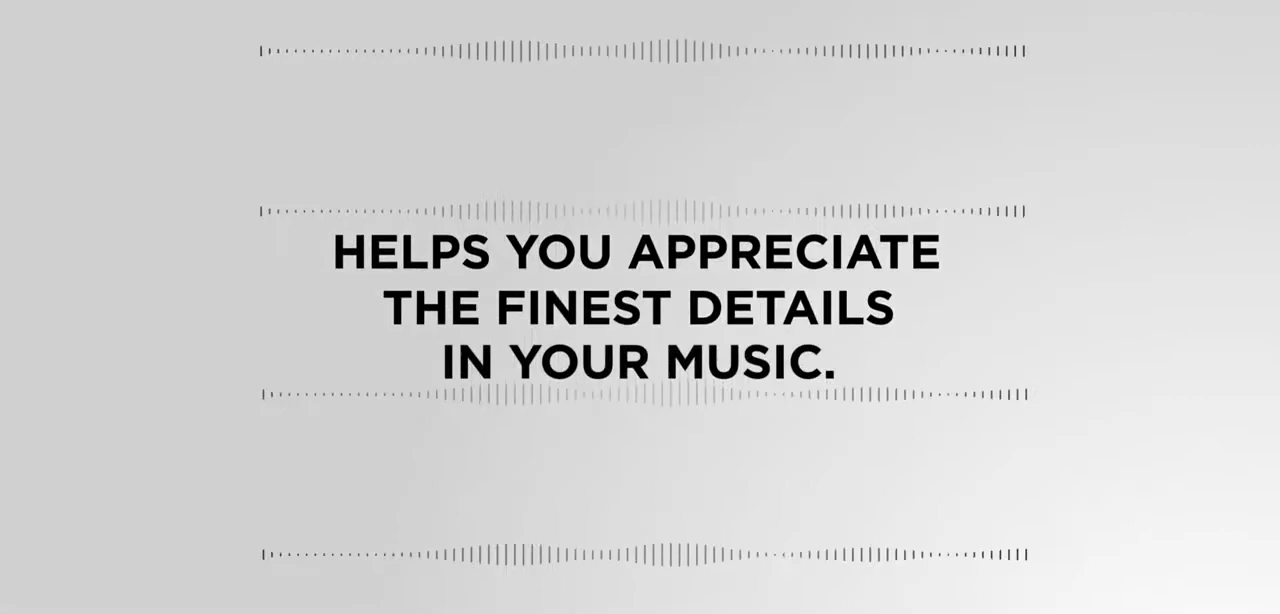 HELPS YOU APPRECIATE
THE FINEST DETAILS
IN YOUR MUSIC.